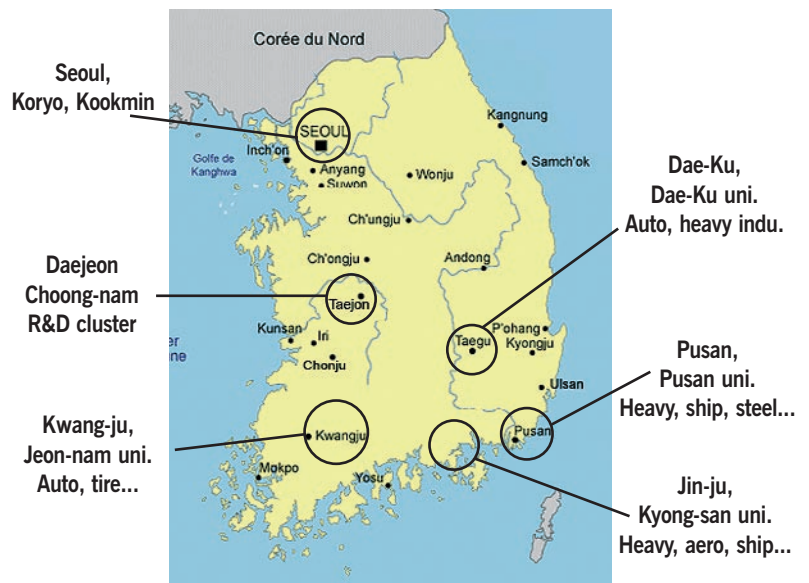 Corée du Nord
Seoul,
Koryo, Kookmin
SEOUL
Inch'on
Golfe de
Kanghwa
Anyang
Suwon
Wonju
Kangnung
Samch'ok
Ch'ungju
Dae-Ku,
Dae-Ku uni.
Auto, heavy indu.
Daejeon
Choong-nam
R&D cluster
Ch'ongju
Andong
Taejon
Kunsan
Iri
Chonju
P'ohang
Taegu
Kyongju
Ulsan
er
ne
Pusan,
Pusan uni.
Heavy, ship, steel...
Kwang-ju,
Jeon-nam uni.
Auto, tire...
Kwangju
Pusan
Mokpo
Yosu
Jin-ju,
Kyong-san uni.
Heavy, aero, ship...